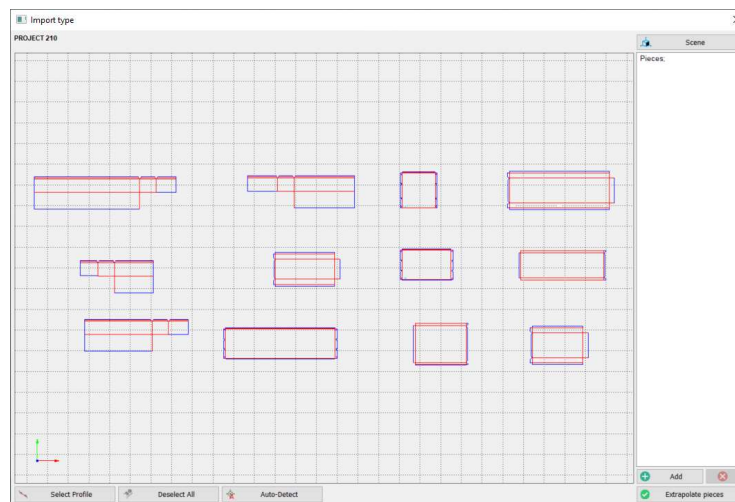 Import type
PROJECT 210
Scene
Pieces:
Add
Select Profile
Deselect All
Auto-Detect
Extrapolate pieces